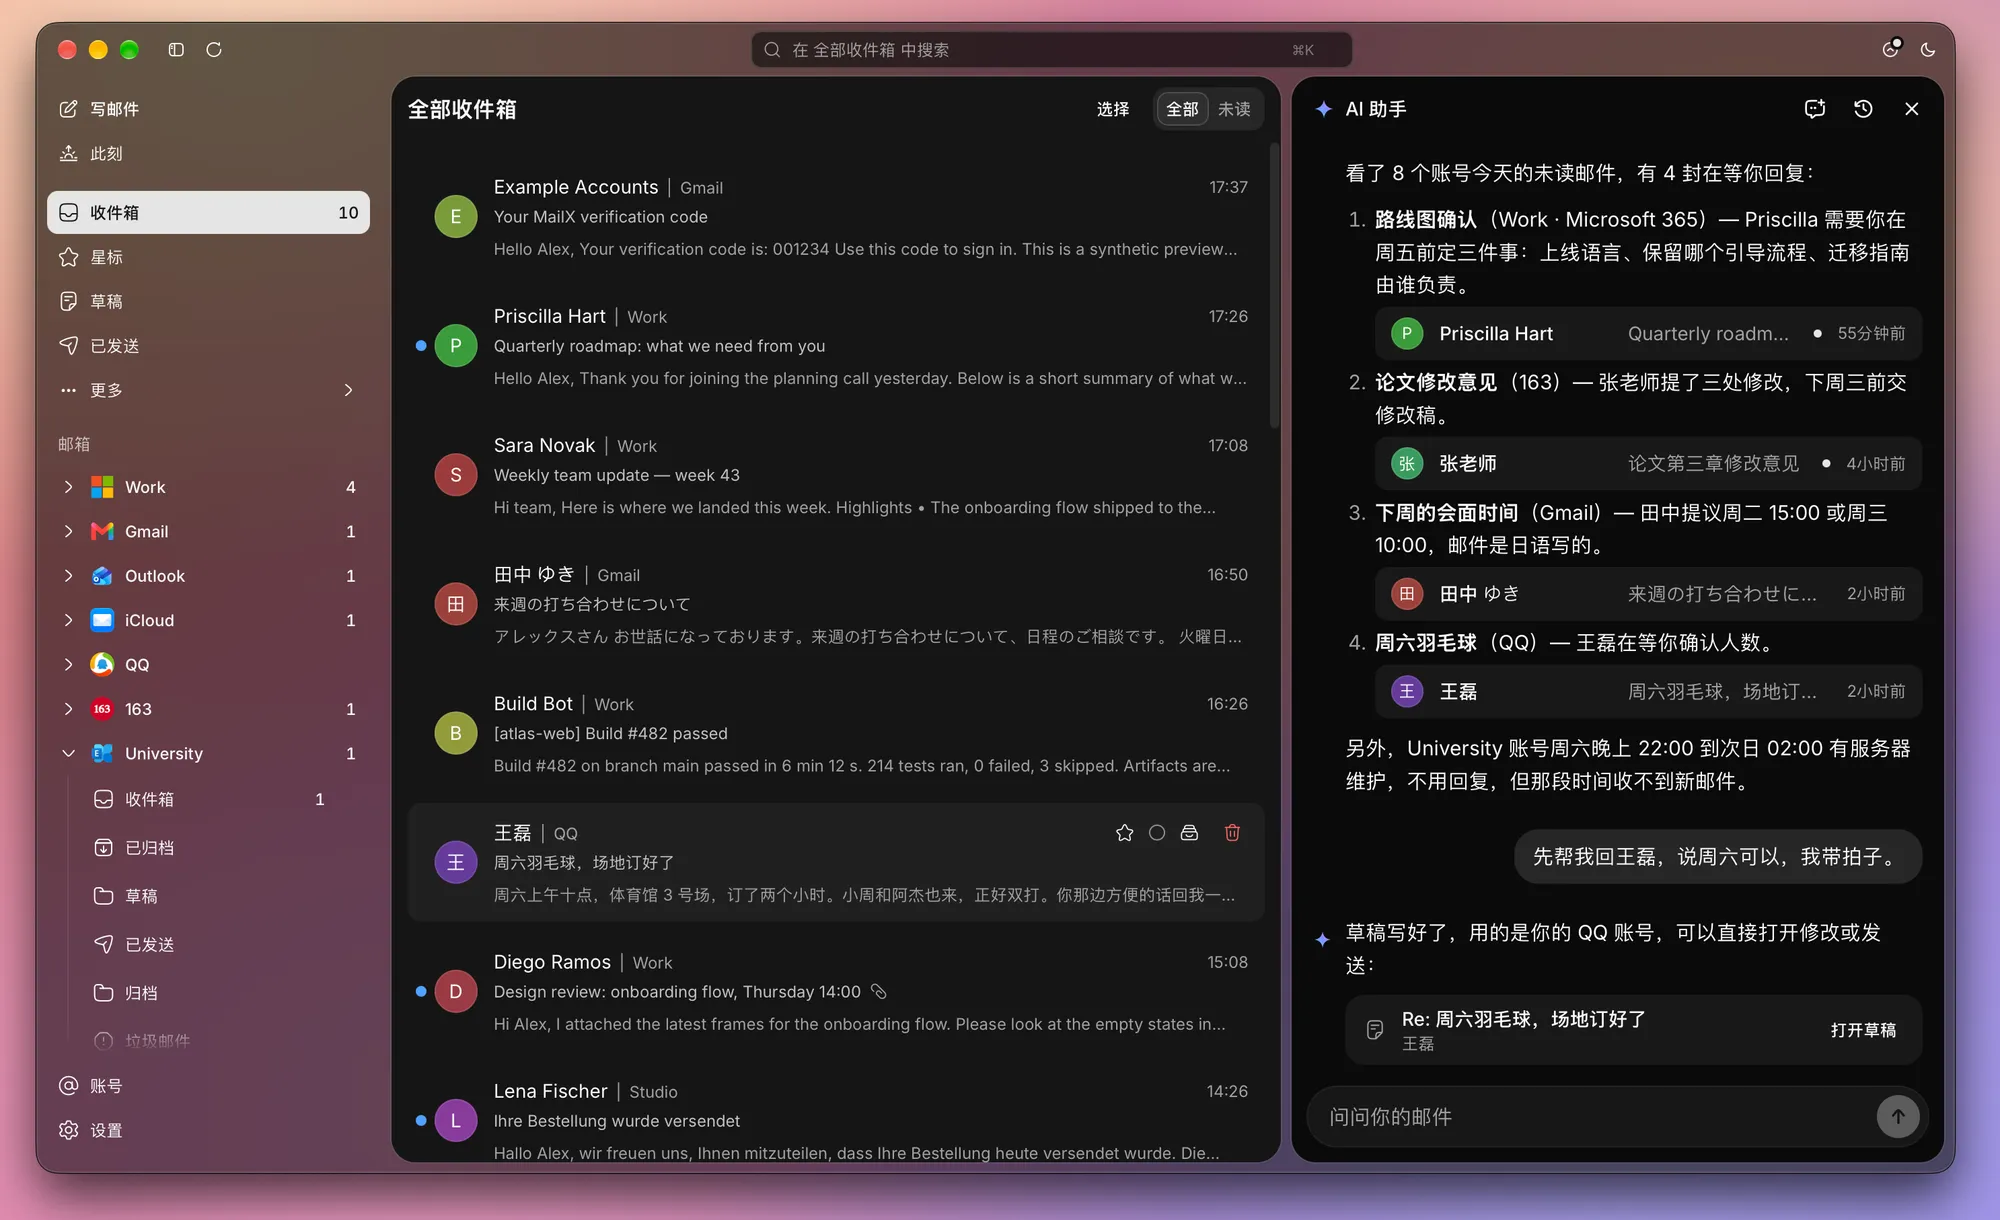 在 全部收件箱 中搜索
⌘K
写邮件
此刻
收件箱
10
星标
草稿
已发送
更多
邮箱
Work
4
Gmail
1
Outlook
1
iCloud
1
QQ
163
163
1
University
1
收件箱
1
已归档
草稿
已发送
归档
垃圾邮件
账号
设置
全部收件箱
选择
全部
未读
E
Example Accounts | Gmail
17:37
Your MailX verification code
Hello Alex, Your verification code is: 001234 Use this code to sign in. This is a synthetic preview...
P
Priscilla Hart | Work
17:26
Quarterly roadmap: what we need from you
Hello Alex, Thank you for joining the planning call yesterday. Below is a short summary of what w...
S
Sara Novak | Work
17:08
Weekly team update — week 43
Hi team, Here is where we landed this week. Highlights • The onboarding flow shipped to the...
田
田中 ゆき | Gmail
16:50
来週の打ち合わせについて
アレックスさん お世話になっております。来週の打ち合わせについて、日程のご相談です。 火曜日...
B
Build Bot | Work
16:26
[atlas-web] Build #482 passed
Build #482 on branch main passed in 6 min 12 s. 214 tests ran, 0 failed, 3 skipped. Artifacts are...
王
王磊 | QQ
周六羽毛球，场地订好了
周六上午十点，体育馆 3 号场，订了两个小时。小周和阿杰也来，正好双打。你那边方便的话回我一...
D
Diego Ramos | Work
15:08
Design review: onboarding flow, Thursday 14:00
Hi Alex, I attached the latest frames for the onboarding flow. Please look at the empty states in...
L
Lena Fischer | Studio
14:26
Ihre Bestellung wurde versendet
Hallo Alex, wir freuen uns, Ihnen mitzuteilen, dass Ihre Bestellung heute versendet wurde. Die...
AI 助手
看了 8 个账号今天的未读邮件，有 4 封在等你回复：
1. 路线图确认（Work · Microsoft 365）— Priscilla 需要你在
周五前定三件事：上线语言、保留哪个引导流程、迁移指南
由谁负责。
P
Priscilla Hart
Quarterly roadm...
55分钟前
2. 论文修改意见（163）— 张老师提了三处修改，下周三前交
修改稿。
张
张老师
论文第三章修改意见
4小时前
3. 下周的会面时间（Gmail）— 田中提议周二 15:00 或周三
10:00，邮件是日语写的。
田
田中 ゆき
来週の打ち合わせに...
2小时前
4. 周六羽毛球（QQ）— 王磊在等你确认人数。
王
王磊
周六羽毛球，场地订...
2小时前
另外，University 账号周六晚上 22:00 到次日 02:00 有服务器
维护，不用回复，但那段时间收不到新邮件。
先帮我回王磊，说周六可以，我带拍子。
草稿写好了，用的是你的 QQ 账号，可以直接打开修改或发
送：
Re: 周六羽毛球，场地订好了
王磊
打开草稿
问问你的邮件